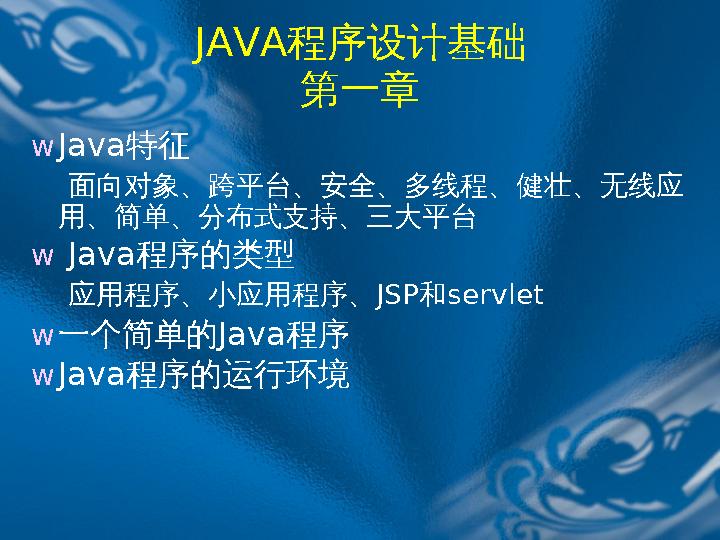 JAVA程序设计基础
第一章
wJava特征
面向对象、跨平台、安全、多线程、健壮、无线应
用、简单、分布式支持、三大平台
w Java程序的类型
应用程序、小应用程序、JSP和servlet
w一个简单的Java程序
wJava程序的运行环境